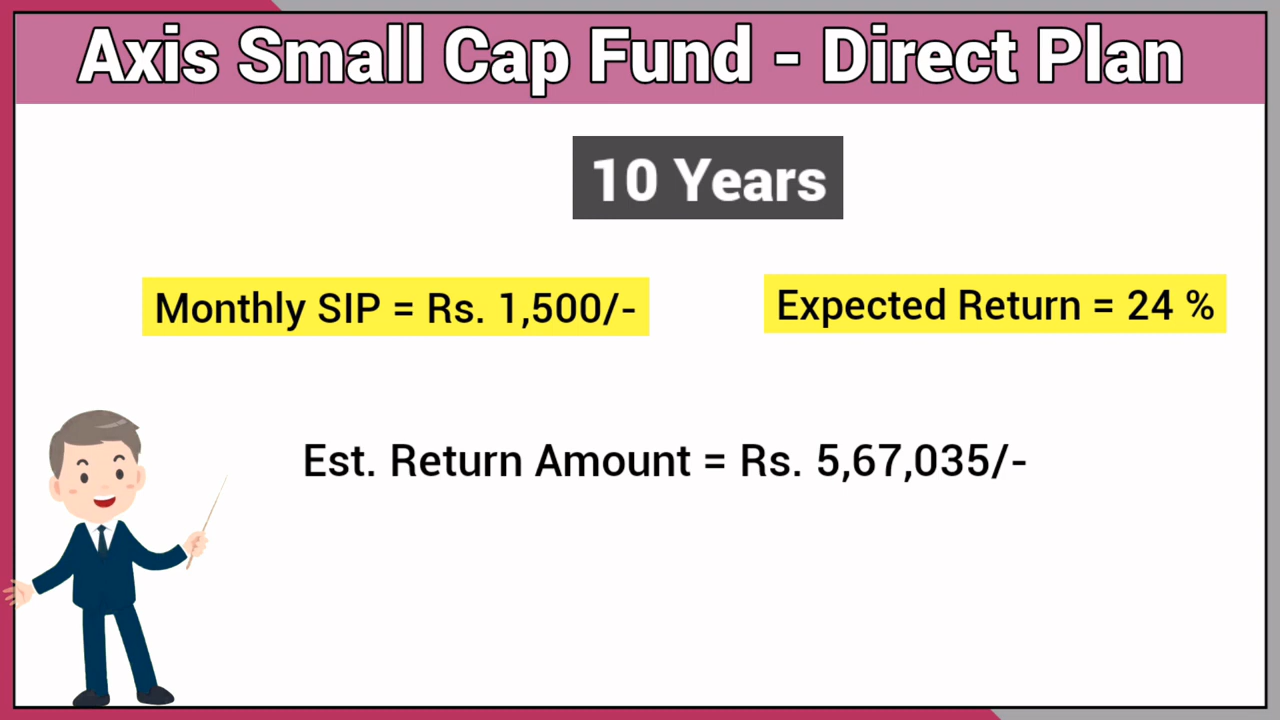 Axis Small Cap Fund - Direct Plan
10 Years
Monthly SIP = Rs. 1,500/-
Expected Return = 24 %
Est. Return Amount = Rs. 5,67,035/-